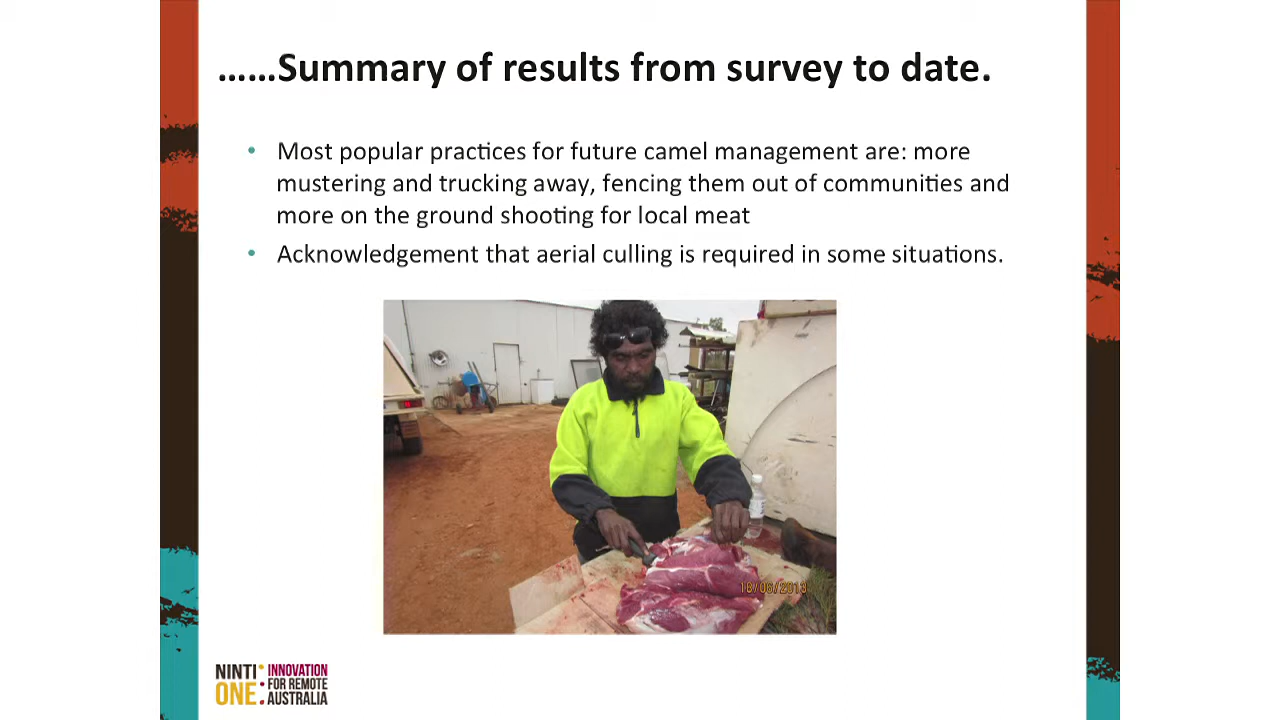 ......Summary of results from survey to date.
• Most popular practices for future camel management are: more
mustering and trucking away, fencing them out of communities and
more on the ground shooting for local meat
• Acknowledgement that aerial culling is required in some situations.
18/06/2013
NINTI ONE: INNOVATION FOR REMOTE AUSTRALIA